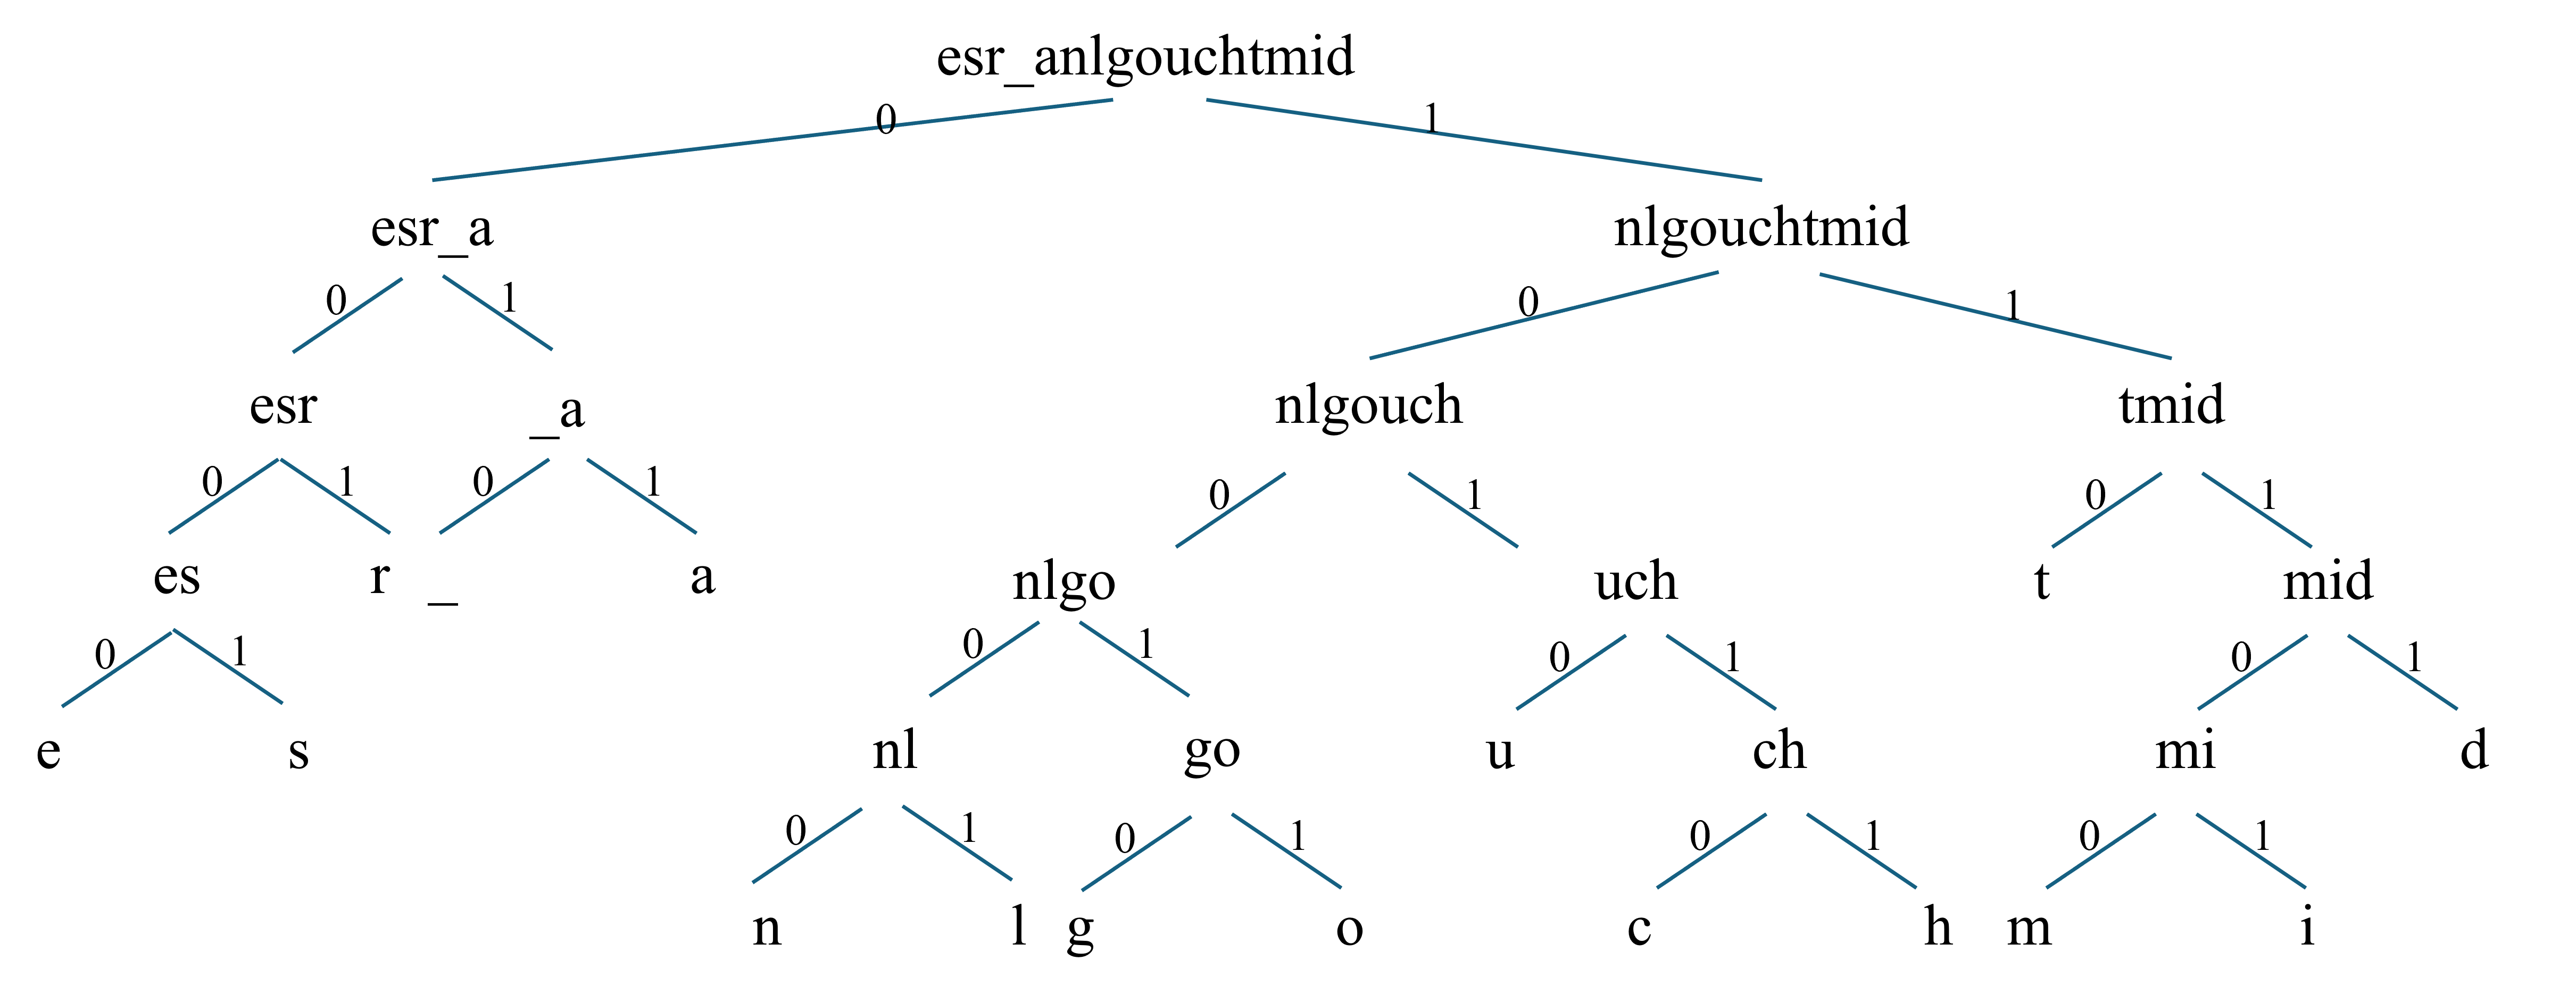 esr_anlgouchtmid
0 1
esr_a nlgouchtmid
0 1 0 1
esr _a nlgouch tmid
0 1 0 1 0 1 0 1
es r _ a nlgo uch t mid
0 1 0 1 0 1 0 1
e s nl go u ch mi d
0 1 0 1 0 1 0 1
n l g o c h m i